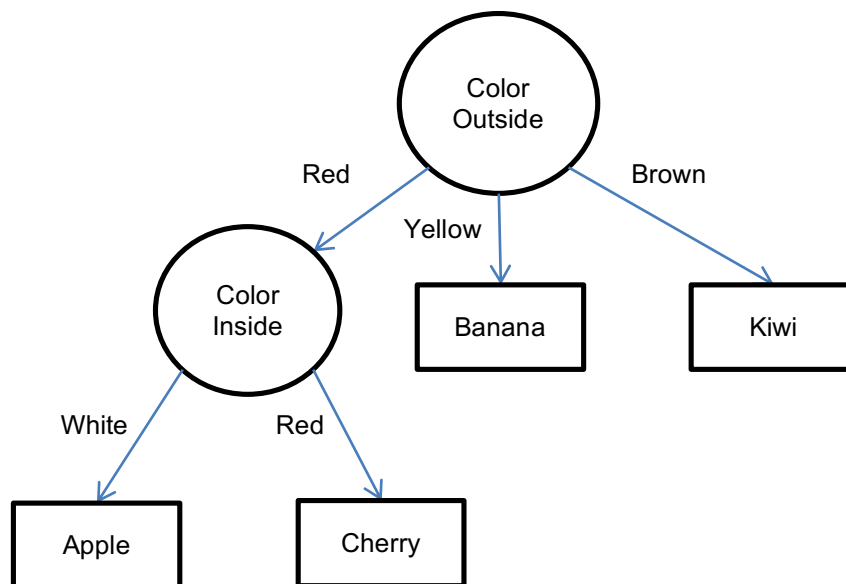 Color
Outside
Red
Brown
Yellow
Color
Inside
Banana
Kiwi
White
Red
Apple
Cherry